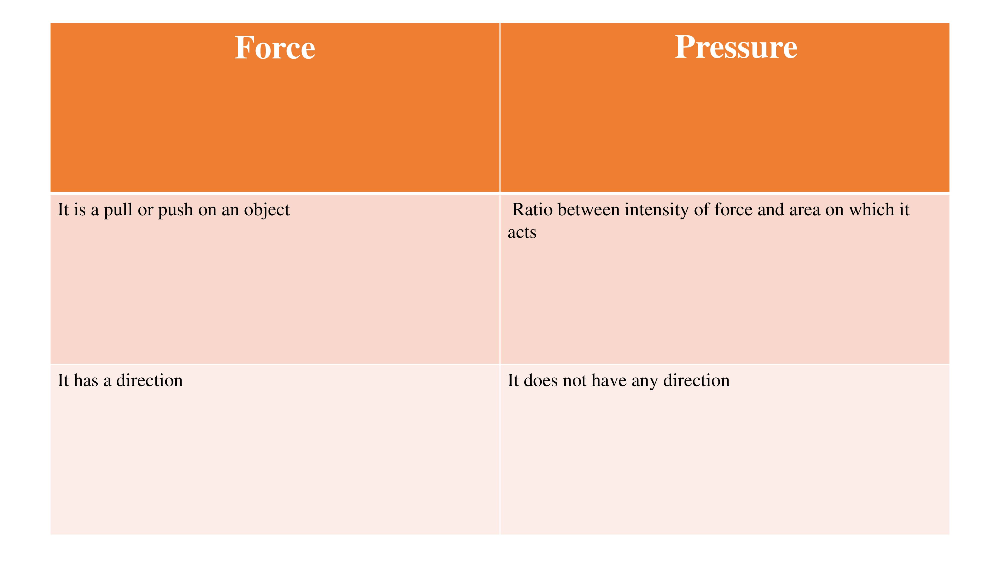 Force
Pressure
It is a pull or push on an object
Ratio between intensity of force and area on which it
acts
It has a direction
It does not have any direction